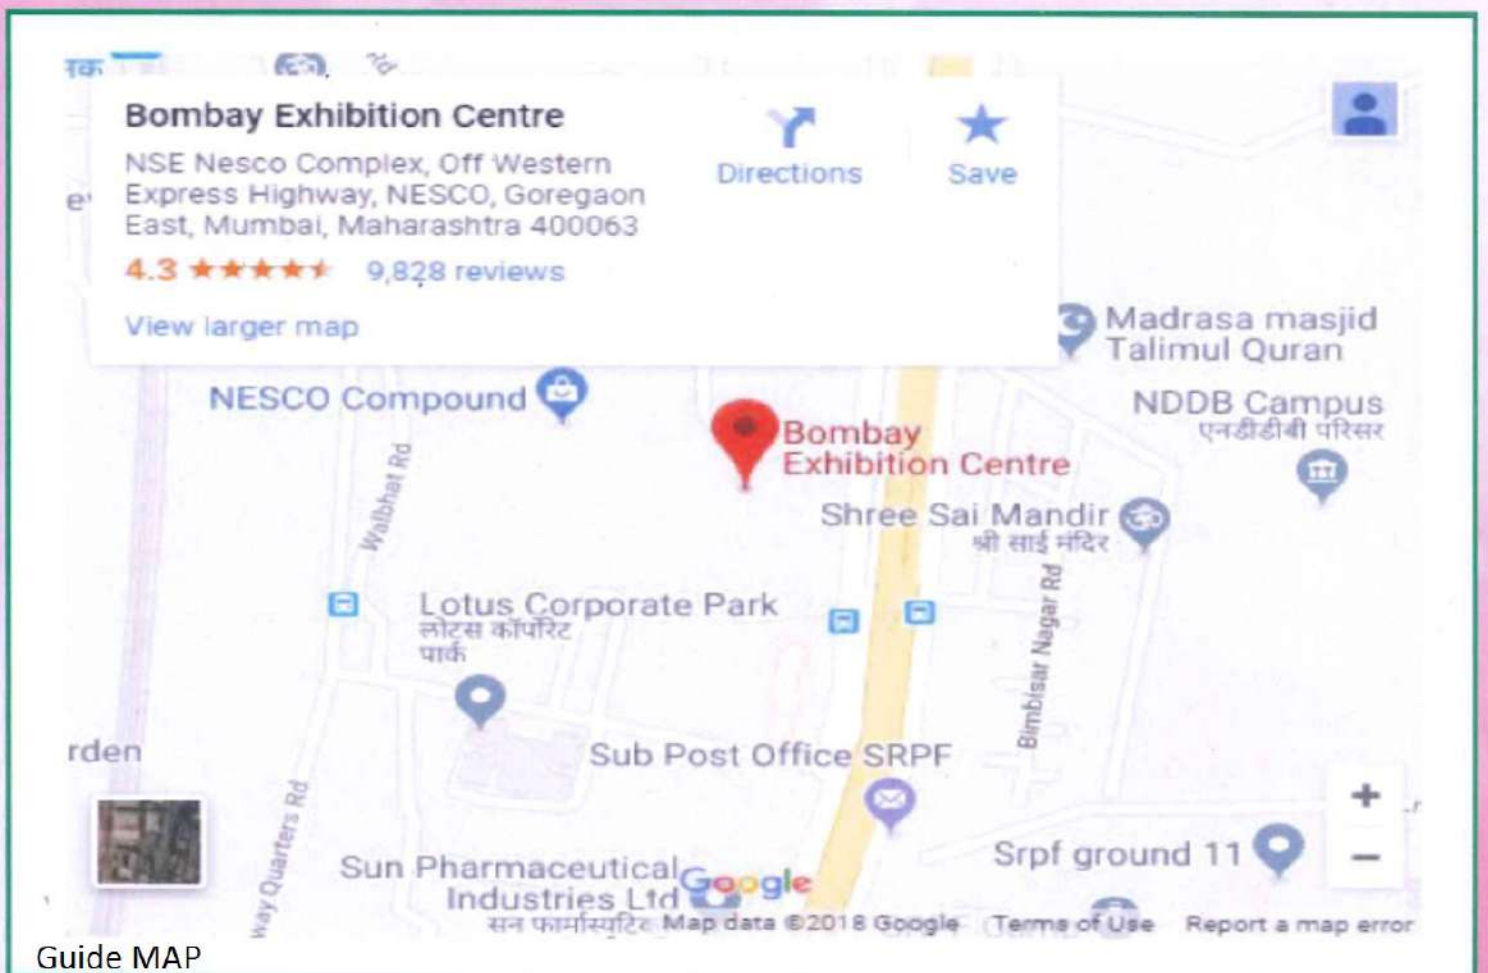 Bombay Exhibition Centre
NSE Nesco Complex, Off Western
Express Highway, NESCO, Goregaon
East, Mumbai, Maharashtra 400063
4.3 9,828 reviews
View larger map
Directions
Save
Madrasa masjid
Talimul Quran
NESCO Compound
NDDB Campus
एनडीडीबी परिसर
Bombay
Exhibition Centre
Walbhat Rd
Shree Sai Mandir
श्री साई मंदिर
Lotus Corporate Park
लोटस कॉर्पोरेट
पार्क
Bimbisar Nagar Rd
rden
Sub Post Office SRPF
way Quarters Rd
Srpf ground 11
+
−
Sun Pharmaceutical
Industries Ltd
Google
Map data ©2018 Google
Terms of Use
Report a map error
Guide MAP